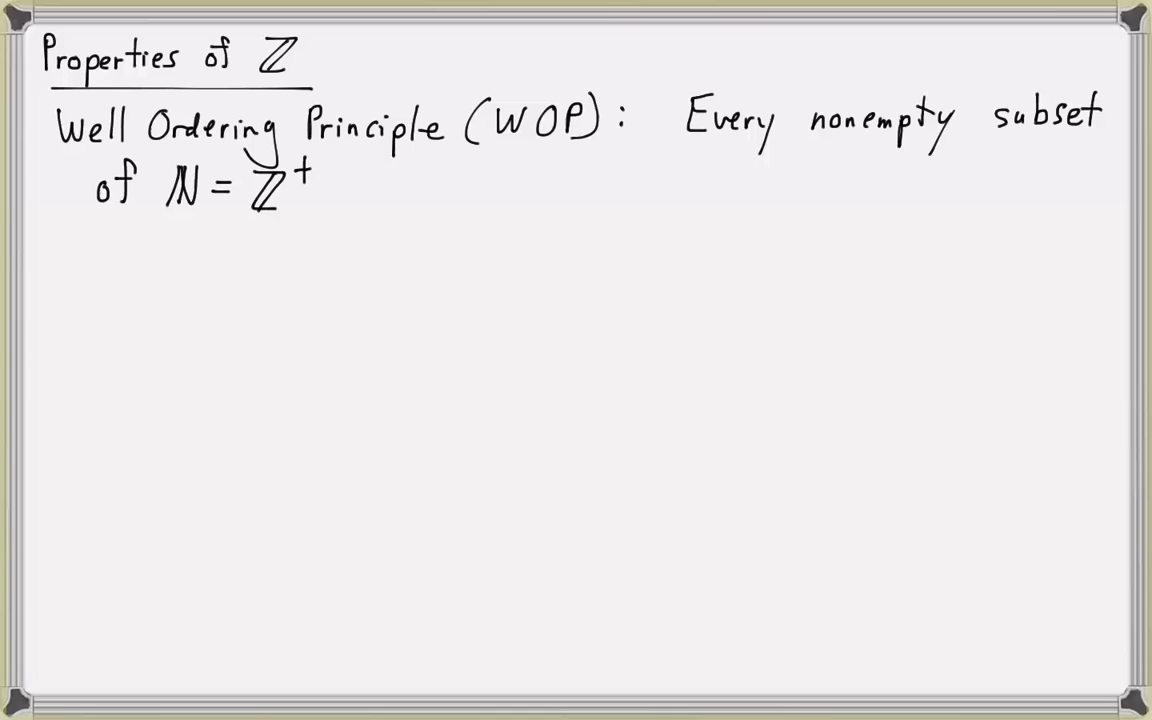 Properties of ℤ
Well Ordering Principle (WOP): Every nonempty subset
of ℕ = ℤ⁺